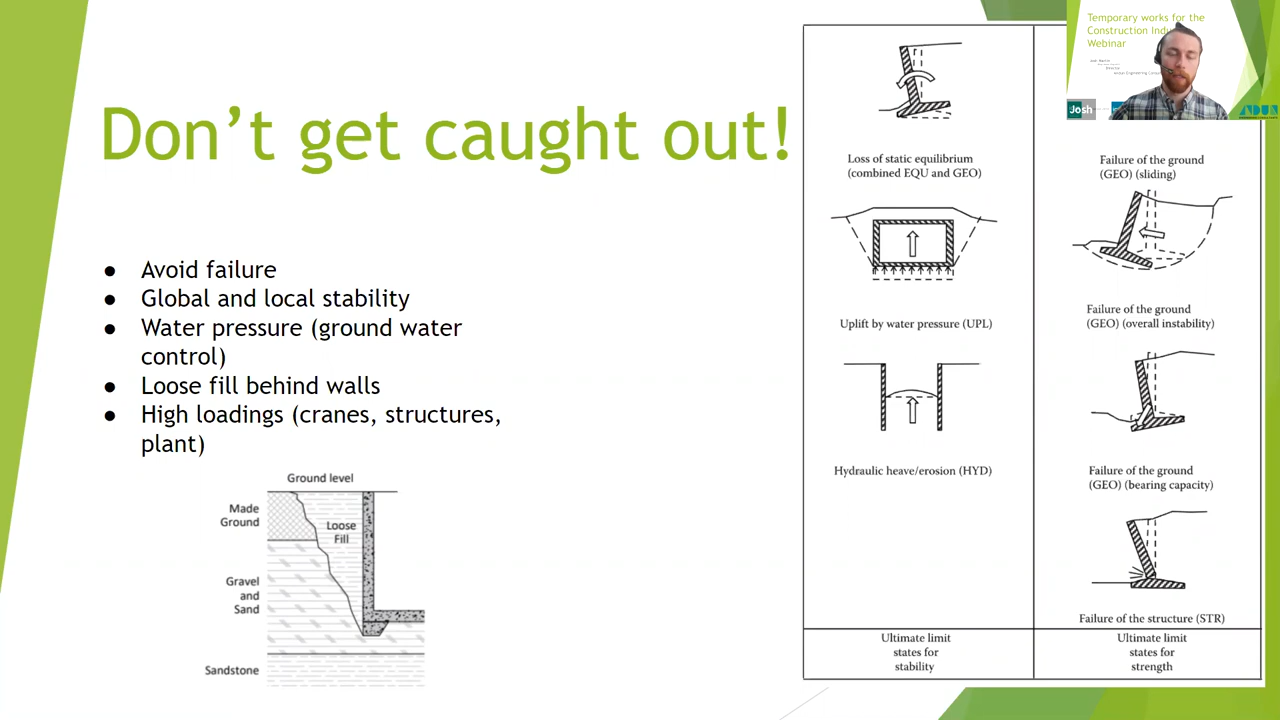 Don't get caught out!
● Avoid failure
● Global and local stability
● Water pressure (ground water
control)
● Loose fill behind walls
● High loadings (cranes, structures,
plant)
Ground level
Made
Ground
Loose
Fill
Gravel
and
Sand
Sandstone
Loss of static equilibrium
(combined EQU and GEO)
Uplift by water pressure (UPL)
Hydraulic heave/erosion (HYD)
Ultimate limit
states for
stability
Failure of the ground
(GEO) (sliding)
Failure of the ground
(GEO) (overall instability)
Failure of the ground
(GEO) (bearing capacity)
Failure of the structure (STR)
Ultimate limit
states for
strength
Temporary works for the
Construction
Webinar
Josh